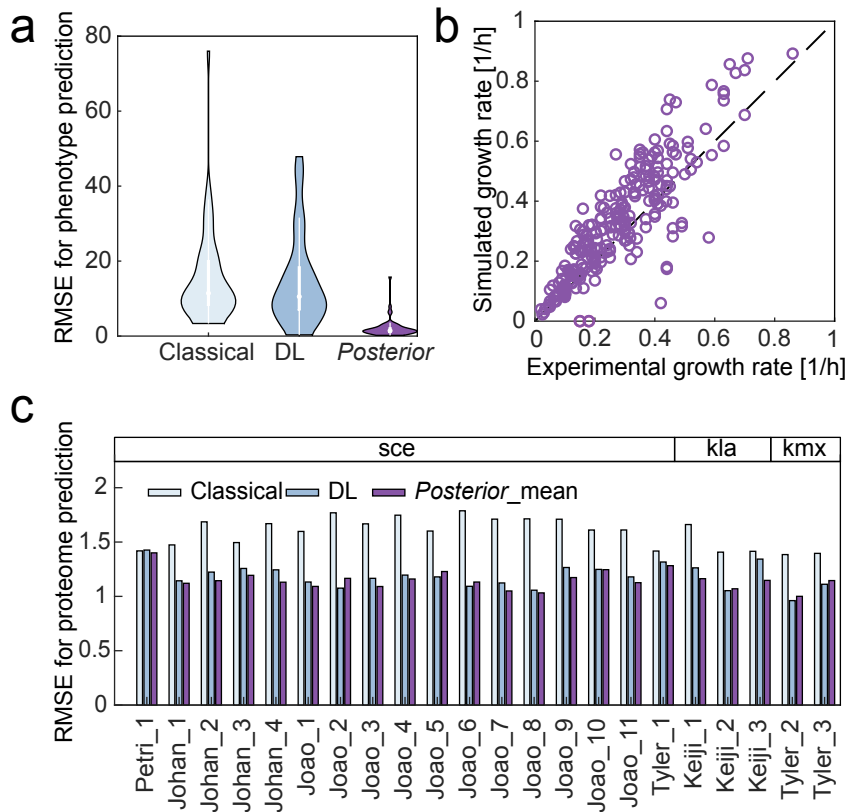 a
RMSE for phenotype prediction
80
60
40
20
0
Classical DL Posterior
b
Simulated growth rate [1/h]
1
0.8
0.6
0.4
0.2
0
0 0.2 0.4 0.6 0.8 1
Experimental growth rate [1/h]
c
sce kla kmx
Classical DL Posterior_mean
RMSE for proteome prediction
2
1.5
1
0.5
0
Petri_1
Johan_1
Johan_2
Johan_3
Johan_4
Joao_1
Joao_2
Joao_3
Joao_4
Joao_5
Joao_6
Joao_7
Joao_8
Joao_9
Joao_10
Joao_11
Tyler_1
Keiji_1
Keiji_2
Keiji_3
Tyler_2
Tyler_3